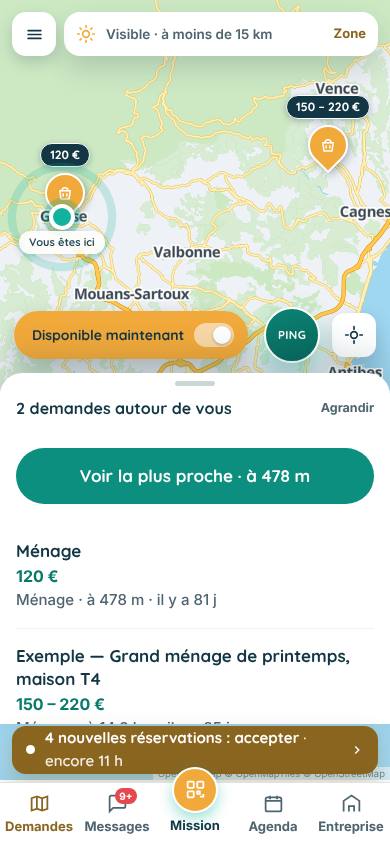 Visible · à moins de 15 km
Zone
Vence
150 – 220 €
120 €
Cagnes
Vous êtes ici
Valbonne
Mouans-Sartoux
Disponible maintenant
PING
Antibes
2 demandes autour de vous
Agrandir
Voir la plus proche · à 478 m
Ménage
120 €
Ménage · à 478 m · il y a 81 j
Exemple — Grand ménage de printemps,
maison T4
150 – 220 €
4 nouvelles réservations : accepter ·
encore 11 h
© OpenMapTiles © OpenStreetMap
9+
Demandes
Messages
Mission
Agenda
Entreprise